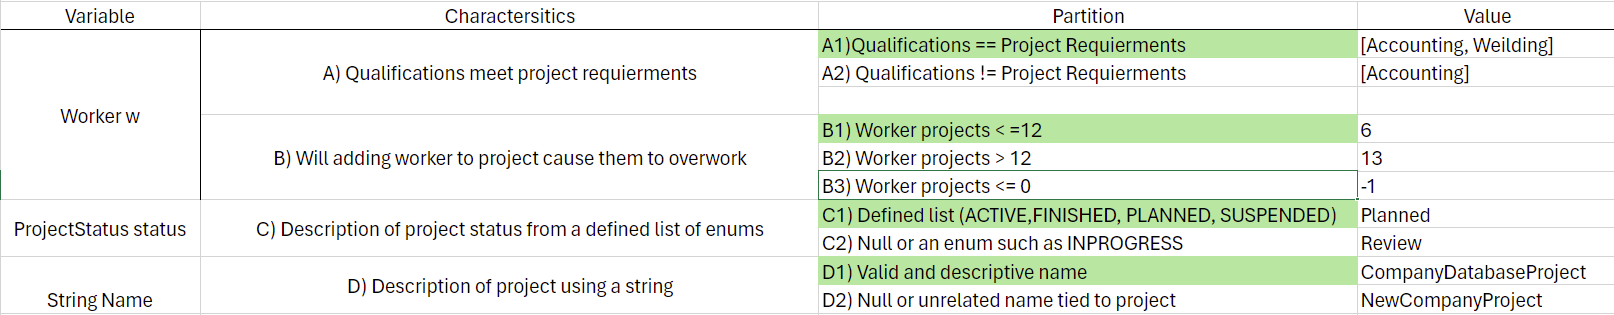 Variable	Charactersitics	Partition	Value
Worker w	A) Qualifications meet project requierments	A1)Qualifications == Project Requierments	[Accounting, Weilding]
A2) Qualifications != Project Requierments	[Accounting]
B) Will adding worker to project cause them to overwork	B1) Worker projects < =12	6
B2) Worker projects > 12	13
B3) Worker projects <= 0	-1
ProjectStatus status	C) Description of project status from a defined list of enums	C1) Defined list (ACTIVE,FINISHED, PLANNED, SUSPENDED)	Planned
C2) Null or an enum such as INPROGRESS	Review
String Name	D) Description of project using a string	D1) Valid and descriptive name	CompanyDatabaseProject
D2) Null or unrelated name tied to project	NewCompanyProject